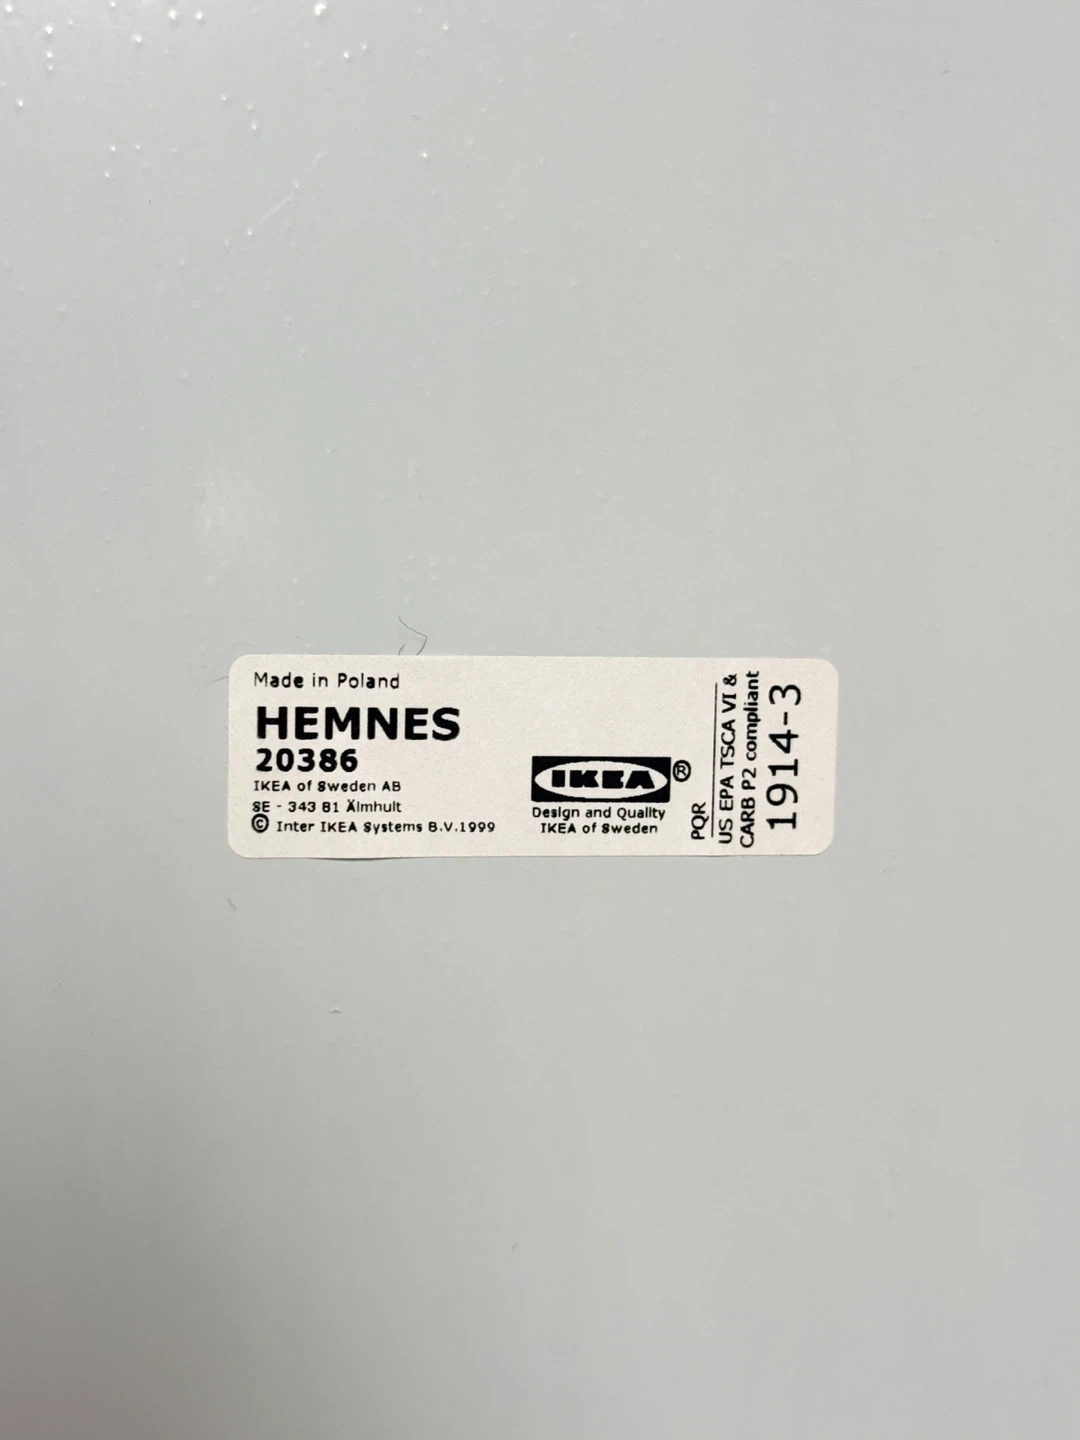 Made in Poland
HEMNES
20386
IKEA of Sweden AB
SE - 343 81 Älmhult
© Inter IKEA Systems B.V.1999
IKEA®
Design and Quality
IKEA of Sweden
PQR
US EPA TSCA VI &
CARB P2 compliant
1914-3